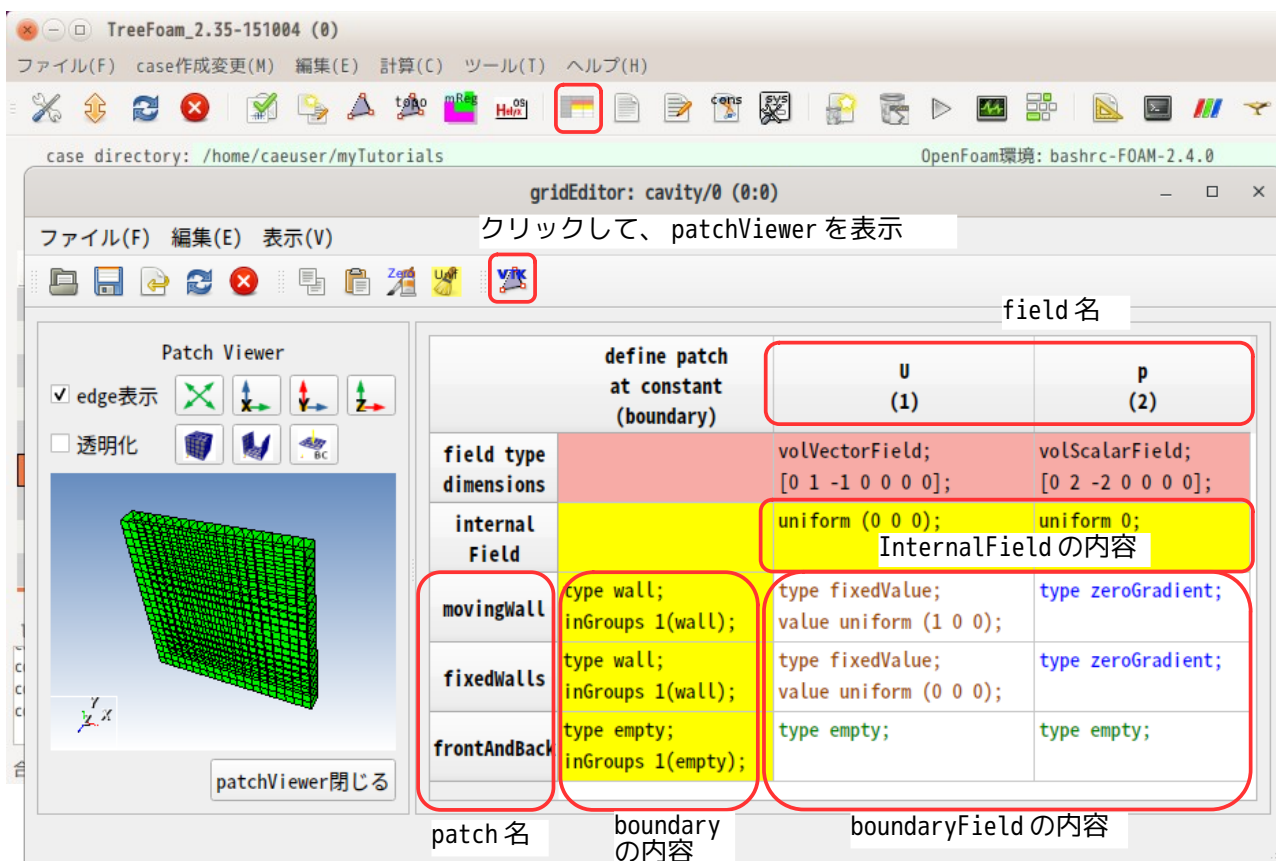 TreeFoam_2.35-151004 (0)
ファイル(F) case作成変更(M) 編集(E) 計算(C) ツール(T) ヘルプ(H)
topo mReg Helyx OS cons sys
case directory: /home/caeuser/myTutorials OpenFoam環境: bashrc-FOAM-2.4.0
gridEditor: cavity/0 (0:0)
ファイル(F) 編集(E) 表示(V)
クリックして、 patchViewer を表示
Zero VTK
field 名
Patch Viewer
edge表示 X Y Z
透明化 BC
Y
Z X
patchViewer閉じる
define patch
at constant
(boundary)
U
(1)
p
(2)
field type
dimensions
volVectorField;
[0 1 -1 0 0 0 0];
volScalarField;
[0 2 -2 0 0 0 0];
internal
Field
uniform (0 0 0);
uniform 0;
InternalField の内容
movingWall
type wall;
inGroups 1(wall);
type fixedValue;
value uniform (1 0 0);
type zeroGradient;
fixedWalls
type wall;
inGroups 1(wall);
type fixedValue;
value uniform (0 0 0);
type zeroGradient;
frontAndBack
type empty;
inGroups 1(empty);
type empty;
type empty;
patch 名
boundary
の内容
boundaryField の内容